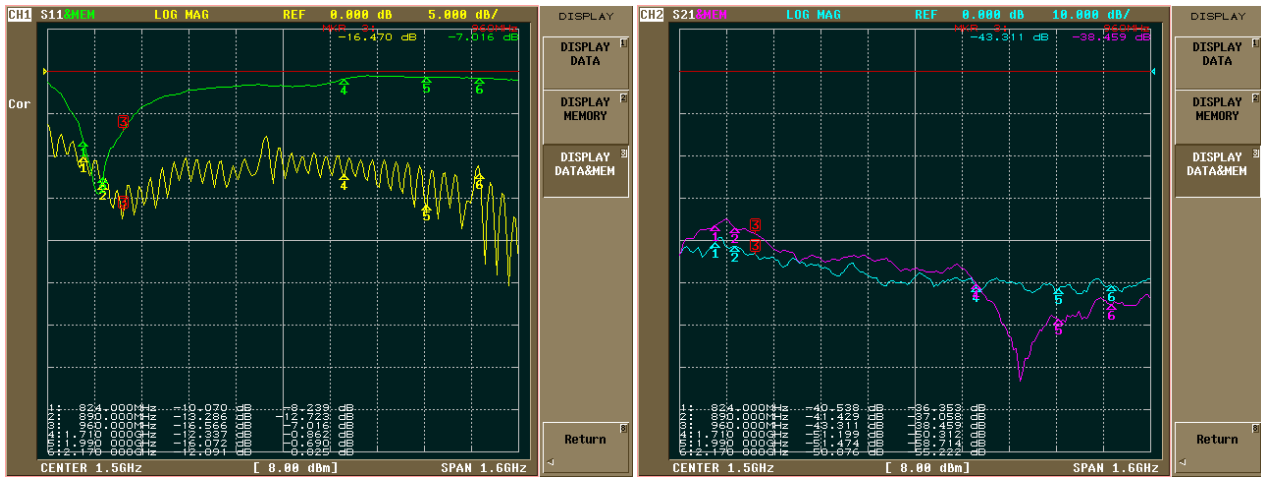 CH1 S11&MEM LOG MAG REF 0.000 dB 5.000 dB/
MKR 3: 960MHz
-16.470 dB -7.016 dB
Cor
1: 824.000MHz -10.070 dB -8.239 dB
2: 890.000MHz -13.286 dB -12.723 dB
3: 960.000MHz -16.566 dB -7.016 dB
4:1.710 000GHz -12.337 dB -0.862 dB
5:1.990 000GHz -16.072 dB -0.690 dB
6:2.170 000GHz -12.091 dB -0.825 dB
CENTER 1.5GHz [ 8.00 dBm] SPAN 1.6GHz
DISPLAY
DISPLAY
DATA
DISPLAY
MEMORY
DISPLAY
DATA&MEM
Return
CH2 S21&MEM LOG MAG REF 0.000 dB 10.000 dB/
MKR 3: 960MHz
-43.311 dB -38.459 dB
1: 824.000MHz -40.538 dB -36.353 dB
2: 890.000MHz -41.429 dB -37.058 dB
3: 960.000MHz -43.311 dB -38.459 dB
4:1.710 000GHz -51.199 dB -50.312 dB
5:1.990 000GHz -51.474 dB -58.714 dB
6:2.170 000GHz -50.076 dB -55.222 dB
CENTER 1.5GHz [ 8.00 dBm] SPAN 1.6GHz
DISPLAY
DISPLAY
DATA
DISPLAY
MEMORY
DISPLAY
DATA&MEM
Return